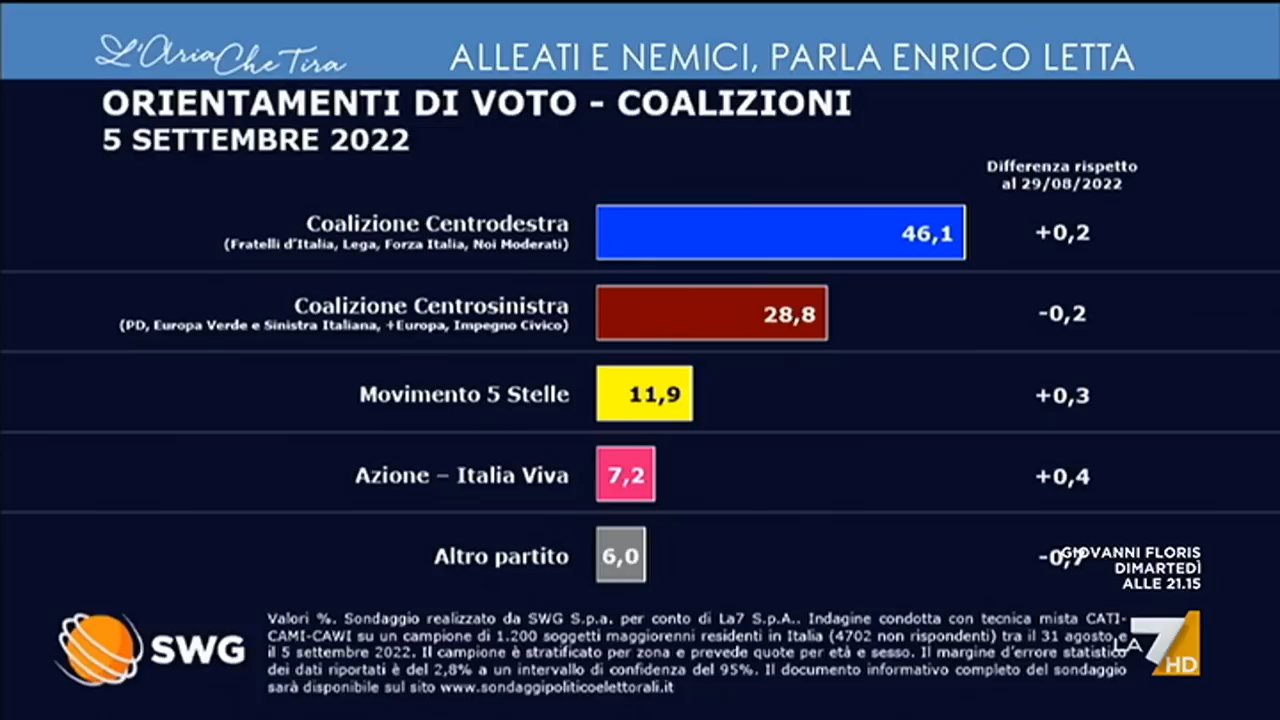 L'Aria Che Tira
ALLEATI E NEMICI, PARLA ENRICO LETTA
ORIENTAMENTI DI VOTO - COALIZIONI
5 SETTEMBRE 2022
Differenza rispetto
al 29/08/2022
Coalizione Centrodestra
(Fratelli d'Italia, Lega, Forza Italia, Noi Moderati)
46,1
+0,2
Coalizione Centrosinistra
(PD, Europa Verde e Sinistra Italiana, +Europa, Impegno Civico)
28,8
-0,2
Movimento 5 Stelle
11,9
+0,3
Azione – Italia Viva
7,2
+0,4
Altro partito
6,0
-0,7
GIOVANNI FLORIS
DIMARTEDÌ
ALLE 21.15
SWG
Valori %. Sondaggio realizzato da SWG S.p.a. per conto di La7 S.p.A.. Indagine condotta con tecnica mista CATI-
CAMI-CAWI su un campione di 1.200 soggetti maggiorenni residenti in Italia (4702 non rispondenti) tra il 31 agosto e
il 5 settembre 2022. Il campione è stratificato per zona e prevede quote per età e sesso. Il margine d'errore statistico
dei dati riportati è del 2,8% a un intervallo di confidenza del 95%. Il documento informativo completo del sondaggio
sarà disponibile sul sito www.sondaggipoliticoelettorali.it
LA 7 HD